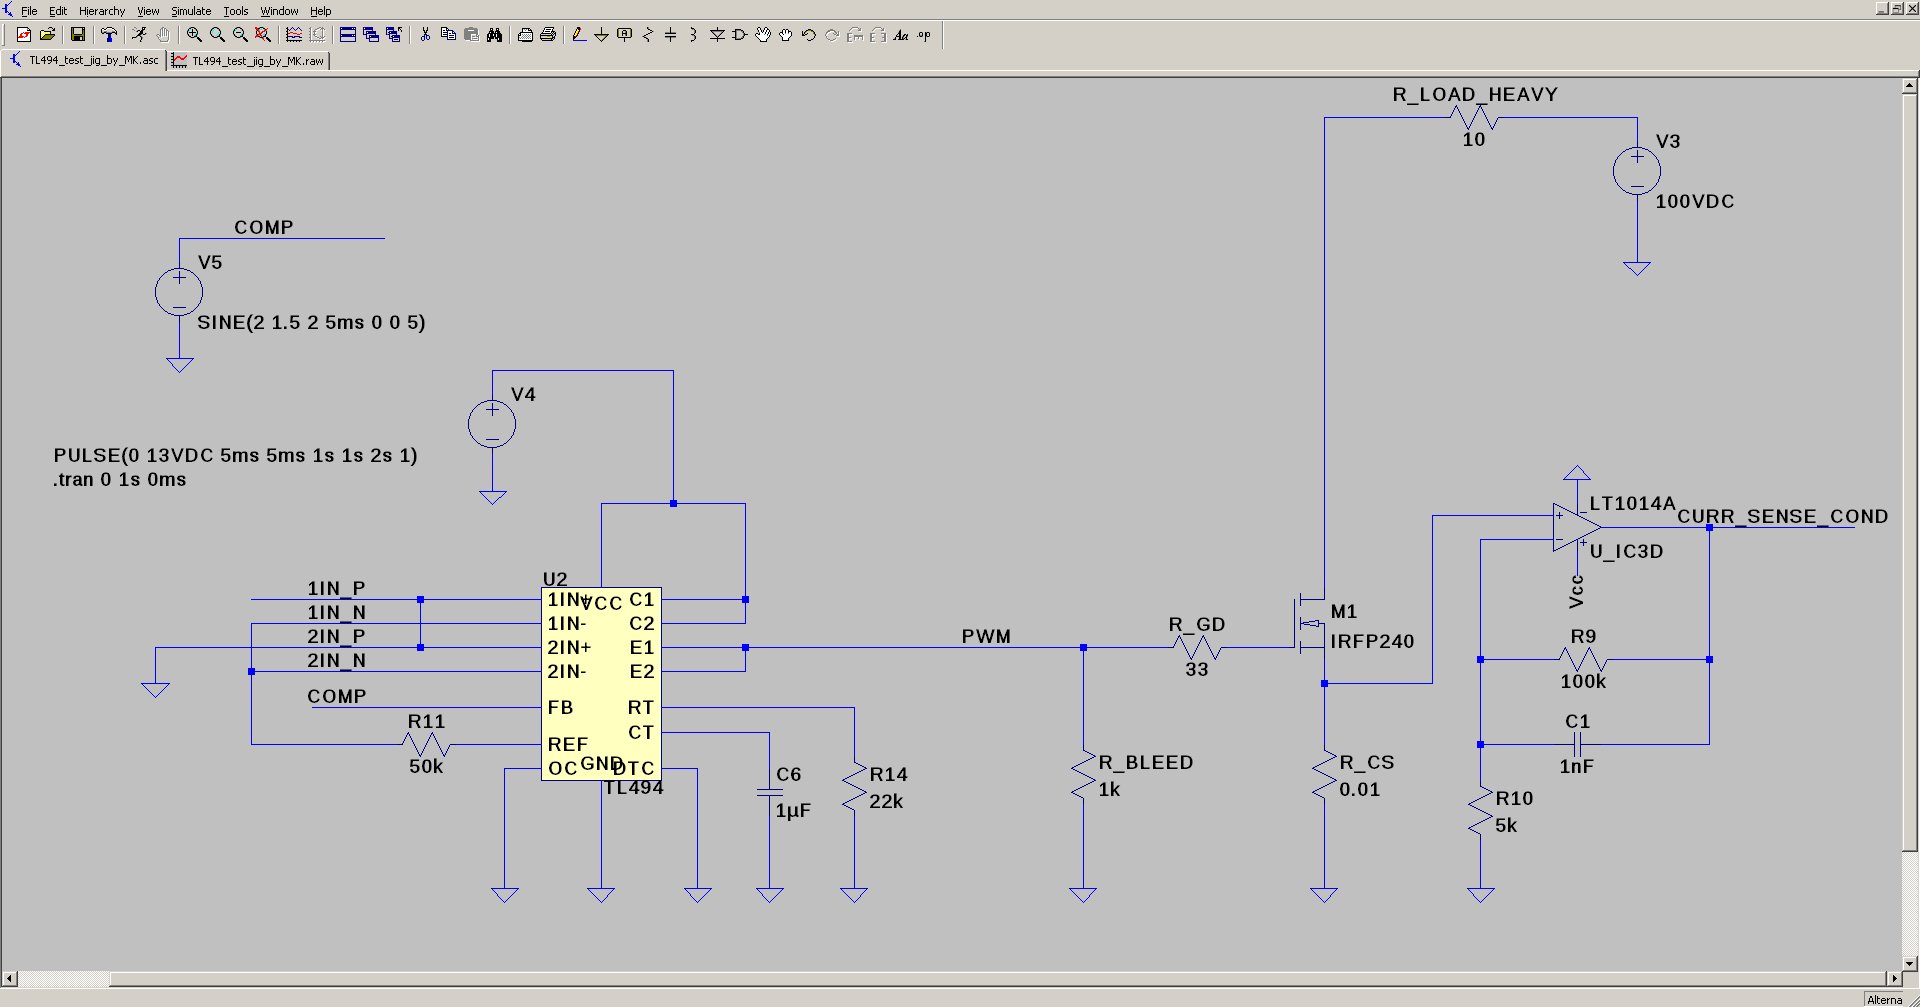 File Edit Hierarchy View Simulate Tools Window Help
Aa .op
TL494_test_jig_by_MK.asc TL494_test_jig_by_MK.raw
R_LOAD_HEAVY
10
V3
100VDC
COMP
V5
SINE(2 1.5 2 5ms 0 0 5)
V4
PULSE(0 13VDC 5ms 5ms 1s 1s 2s 1)
.tran 0 1s 0ms
LT1014A
CURR_SENSE_COND
U_IC3D
Vcc
U2
1IN_P 1IN+ VCC C1
1IN_N 1IN- C2
2IN_P 2IN+ E1
2IN_N 2IN- E2
COMP FB RT
CT
R11 REF
50k
OC GND DTC
TL494
PWM
R_GD
33
M1
IRFP240
R9
100k
C1
1nF
C6
1µF
R14
22k
R_BLEED
1k
R_CS
0.01
R10
5k
Alterna